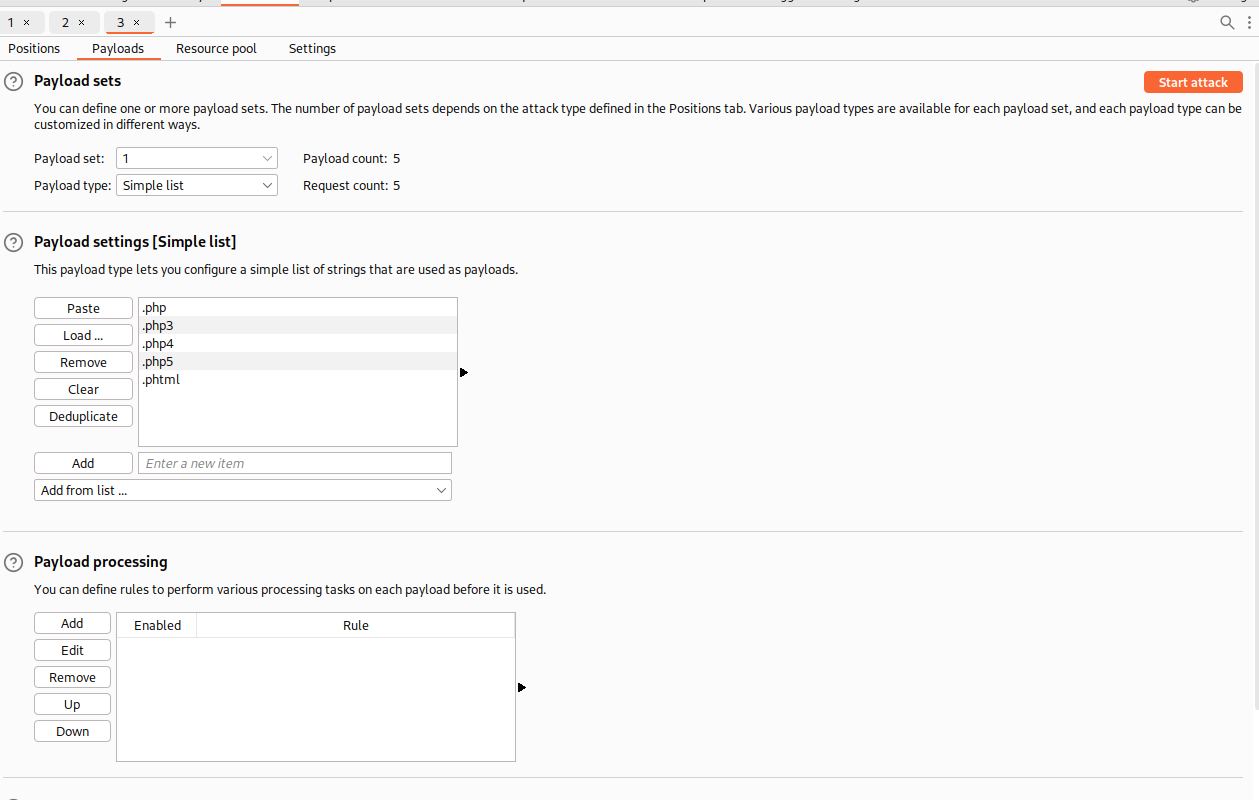 1 ×
2 ×
3 ×
+
Positions
Payloads
Resource pool
Settings
? Payload sets
Start attack
You can define one or more payload sets. The number of payload sets depends on the attack type defined in the Positions tab. Various payload types are available for each payload set, and each payload type can be
customized in different ways.
Payload set: 1
Payload count: 5
Payload type: Simple list
Request count: 5
? Payload settings [Simple list]
This payload type lets you configure a simple list of strings that are used as payloads.
Paste
Load ...
Remove
Clear
Deduplicate
.php
.php3
.php4
.php5
.phtml
Add
Enter a new item
Add from list ...
? Payload processing
You can define rules to perform various processing tasks on each payload before it is used.
Add
Edit
Remove
Up
Down
Enabled
Rule